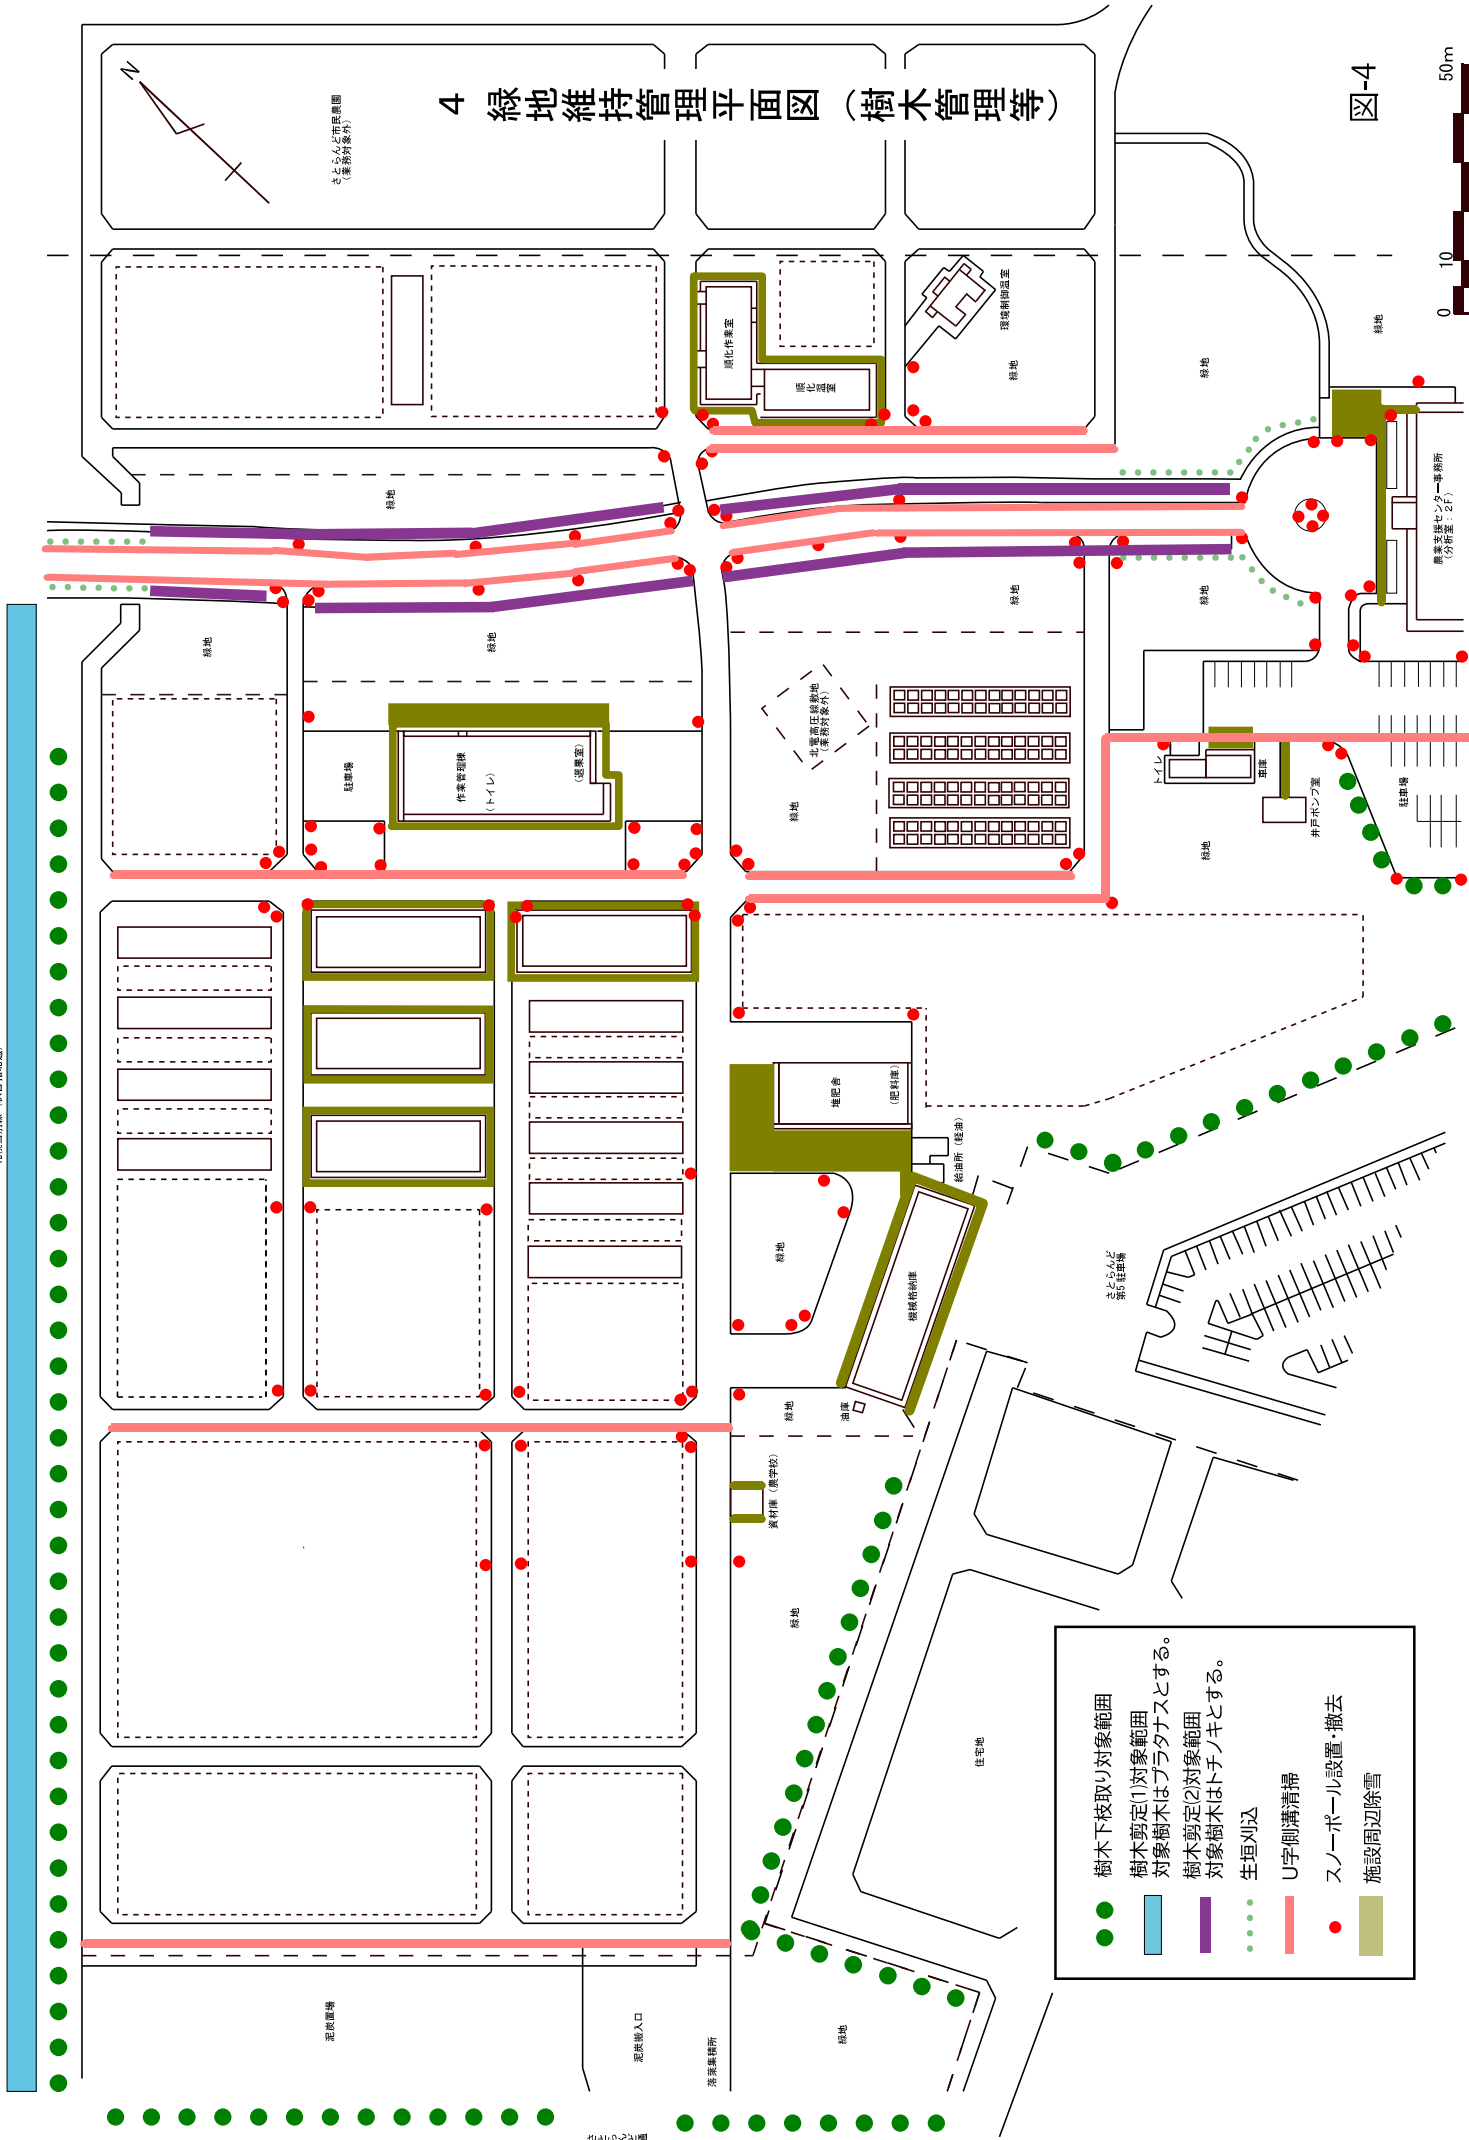 4 緑地維持管理平面図（樹木管理等）
図-4
N
さとらんど市民農園
（業務対象外）
0 10 50m
順化作業室
順化
温室
環境制御温室
緑地
緑地
緑地
緑地
緑地
緑地
緑地
緑地
農業支援センター事務所
（分析室：2F）
北電高圧線敷地
（業務対象外）
駐車場
作業管理棟
（トイレ）
（選果室）
緑地
トイレ
車庫
井戸ポンプ室
緑地
駐車場
堆肥舎
（肥料庫）
給油所（軽油）
緑地
機械格納庫
さとらんど
第5駐車場
緑地
油庫
資材庫（農学校）
緑地
住宅地
泥炭置場
泥炭搬入口
落葉集積所
緑地
樹木下枝取り対象範囲
樹木剪定(1)対象範囲
対象樹木はプラタナスとする。
樹木剪定(2)対象範囲
対象樹木はトチノキとする。
生垣刈込
U字側溝清掃
スノーポール設置・撤去
施設周辺除雪